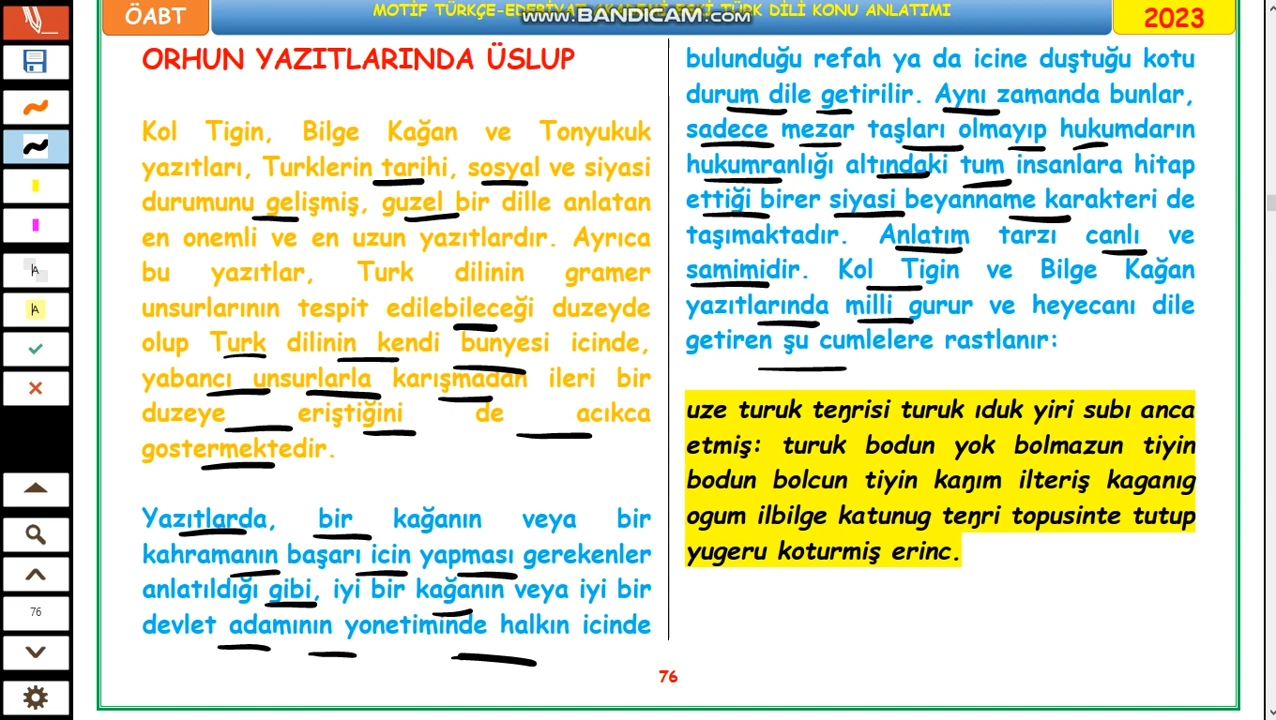 ÖABT
MOTİF TÜRKÇE-EDEBİYAT AKADEMİ ESKİ TÜRK DİLİ KONU ANLATIMI
www.BANDICAM.com
2023
ORHUN YAZITLARINDA ÜSLUP
Kol Tigin, Bilge Kağan ve Tonyukuk
yazıtları, Turklerin tarihi, sosyal ve siyasi
durumunu gelişmiş, guzel bir dille anlatan
en onemli ve en uzun yazıtlardır. Ayrıca
bu yazıtlar, Turk dilinin gramer
unsurlarının tespit edilebileceği duzeyde
olup Turk dilinin kendi bunyesi icinde,
yabancı unsurlarla karışmadan ileri bir
duzeye eriştiğini de acıkca
gostermektedir.
Yazıtlarda, bir kağanın veya bir
kahramanın başarı icin yapması gerekenler
anlatıldığı gibi, iyi bir kağanın veya iyi bir
devlet adamının yonetiminde halkın icinde
bulunduğu refah ya da icine duştuğu kotu
durum dile getirilir. Aynı zamanda bunlar,
sadece mezar taşları olmayıp hukumdarın
hukumranlığı altındaki tum insanlara hitap
ettiği birer siyasi beyanname karakteri de
taşımaktadır. Anlatım tarzı canlı ve
samimidir. Kol Tigin ve Bilge Kağan
yazıtlarında milli gurur ve heyecanı dile
getiren şu cumlelere rastlanır:
uze turuk teŋrisi turuk ıduk yiri subı anca
etmiş: turuk bodun yok bolmazun tiyin
bodun bolcun tiyin kaŋım ilteriş kaganıg
ogum ilbilge katunug teŋri topusinte tutup
yugeru koturmiş erinc.
76
76